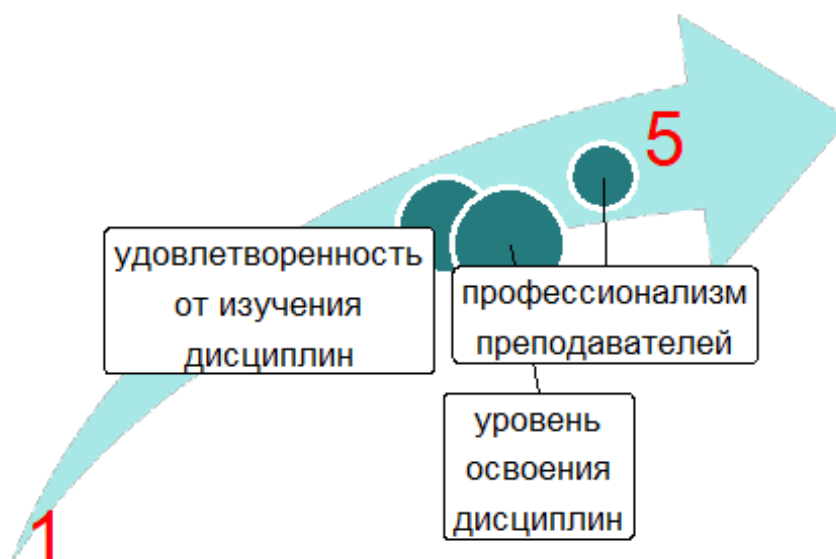 5
удовлетворенность
от изучения
дисциплин
профессионализм
преподавателей
уровень
освоения
дисциплин
1